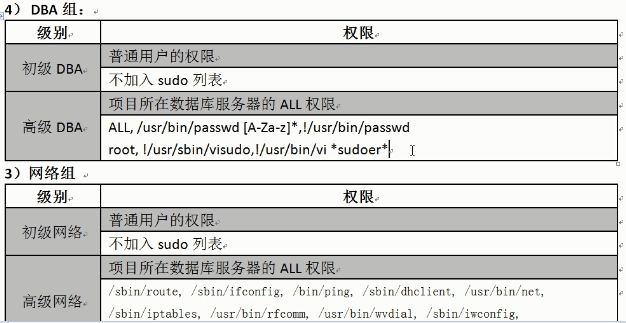 4）DBA 组：
级别 权限
初级 DBA 普通用户的权限
不加入 sudo 列表
高级 DBA 项目所在数据库服务器的 ALL 权限
ALL, /usr/bin/passwd [A-Za-z]*,!/usr/bin/passwd
root, !/usr/sbin/visudo,!/usr/bin/vi *sudoer*
3）网络组
级别 权限
初级网络 普通用户的权限
不加入 sudo 列表
高级网络 项目所在数据库服务器的 ALL 权限
/sbin/route, /sbin/ifconfig, /bin/ping, /sbin/dhclient, /usr/bin/net,
/sbin/iptables, /usr/bin/rfcomm, /usr/bin/wvdial, /sbin/iwconfig,